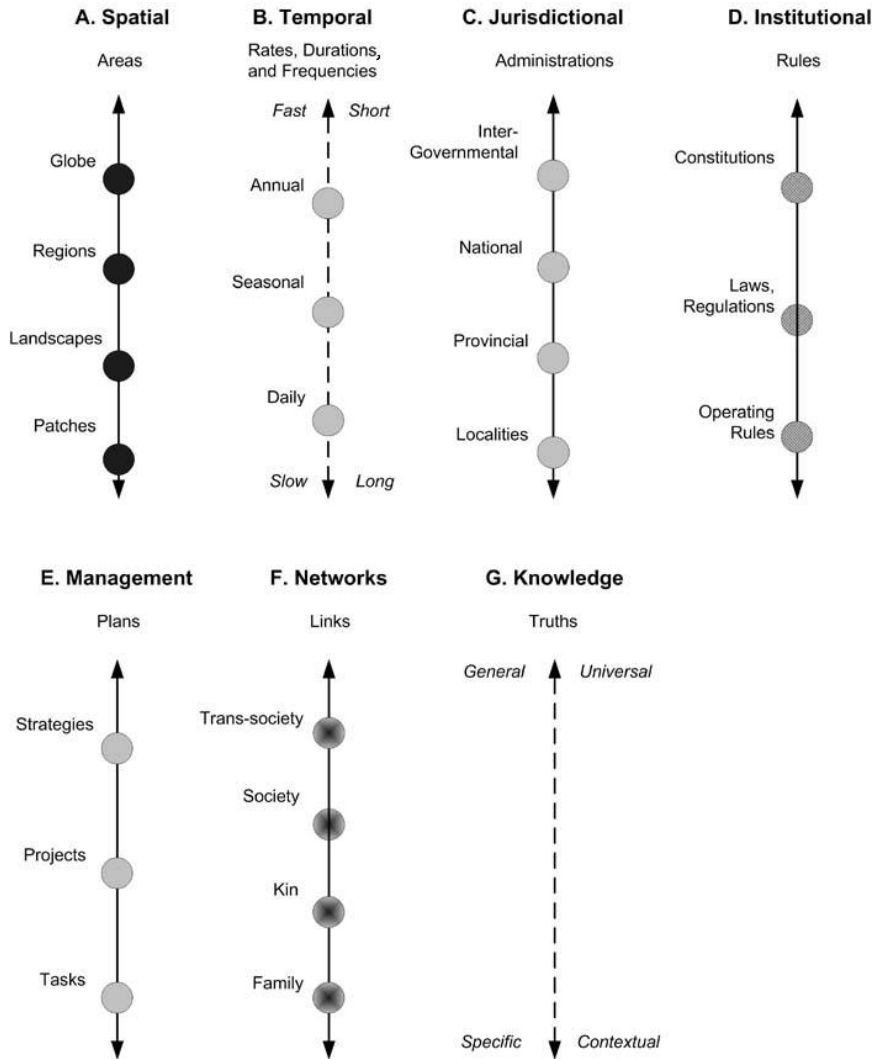 A. Spatial
Areas
Globe
Regions
Landscapes
Patches
B. Temporal
Rates, Durations,
and Frequencies
Fast Short
Annual
Seasonal
Daily
Slow Long
C. Jurisdictional
Administrations
Inter-
Governmental
National
Provincial
Localities
D. Institutional
Rules
Constitutions
Laws,
Regulations
Operating
Rules
E. Management
Plans
Strategies
Projects
Tasks
F. Networks
Links
Trans-society
Society
Kin
Family
G. Knowledge
Truths
General Universal
Specific Contextual